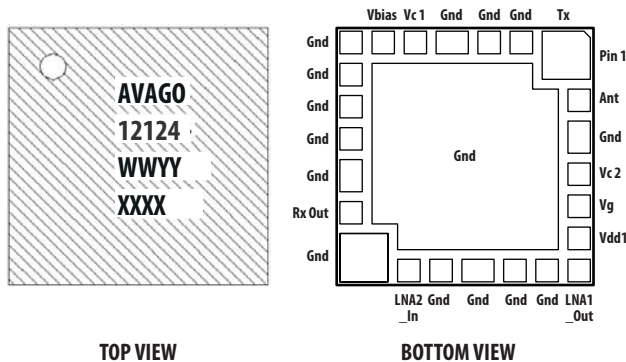 Vbias Vc 1 Gnd Gnd Gnd Tx
Gnd
Pin 1
Gnd
Ant
Gnd
Gnd
Gnd
Gnd
Vc 2
Gnd
Vg
Rx Out
Vdd1
Gnd
LNA2 Gnd Gnd Gnd Gnd LNA1
_In _Out
AVAGO
12124
WWYY
XXXX
TOP VIEW
BOTTOM VIEW